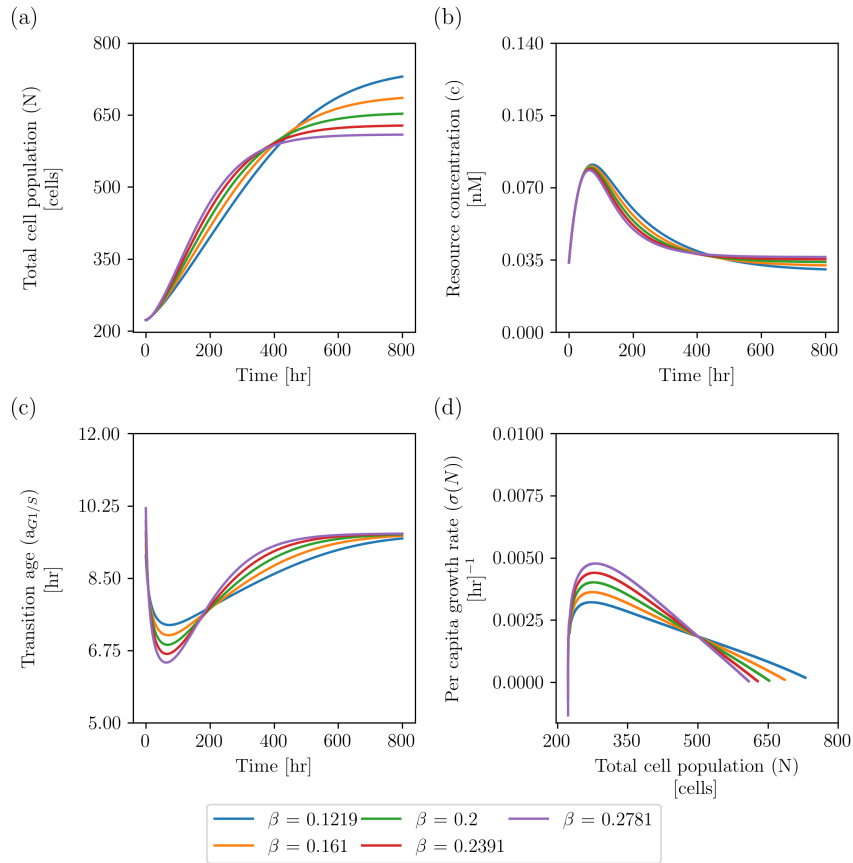 (a)
800
650
500
350
200
0
200
400
600
800
Time [hr]
Total cell population (N)
[cells]
(b)
0.140
0.105
0.070
0.035
0.000
0
200
400
600
800
Time [hr]
Resource concentration (c)
[nM]
(c)
12.00
10.25
8.50
6.75
5.00
0
200
400
600
800
Time [hr]
Transition age (a_{G1/S})
[hr]
(d)
0.0100
0.0075
0.0050
0.0025
0.0000
200
350
500
650
800
Total cell population (N)
[cells]
Per capita growth rate (σ(N))
[hr]⁻¹
β = 0.1219
β = 0.161
β = 0.2
β = 0.2391
β = 0.2781